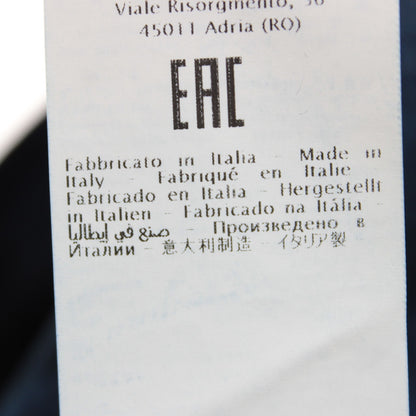 Viale Risorgimento, 36
45011 Adria (RO)
EAC
Fabbricato in Italia - Made in
Italy - Fabriqué en Italie
Fabricado en Italia - Hergestellt
in Italien - Fabricado na Itália -
صنع في إيطاليا - Произведено в
Италии - 意大利制造 - イタリア製